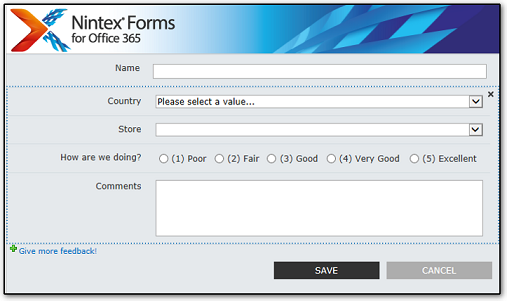 Nintex® Forms
for Office 365
Name
Country Please select a value... x
Store
How are we doing? (1) Poor (2) Fair (3) Good (4) Very Good (5) Excellent
Comments
Give more feedback!
SAVE CANCEL